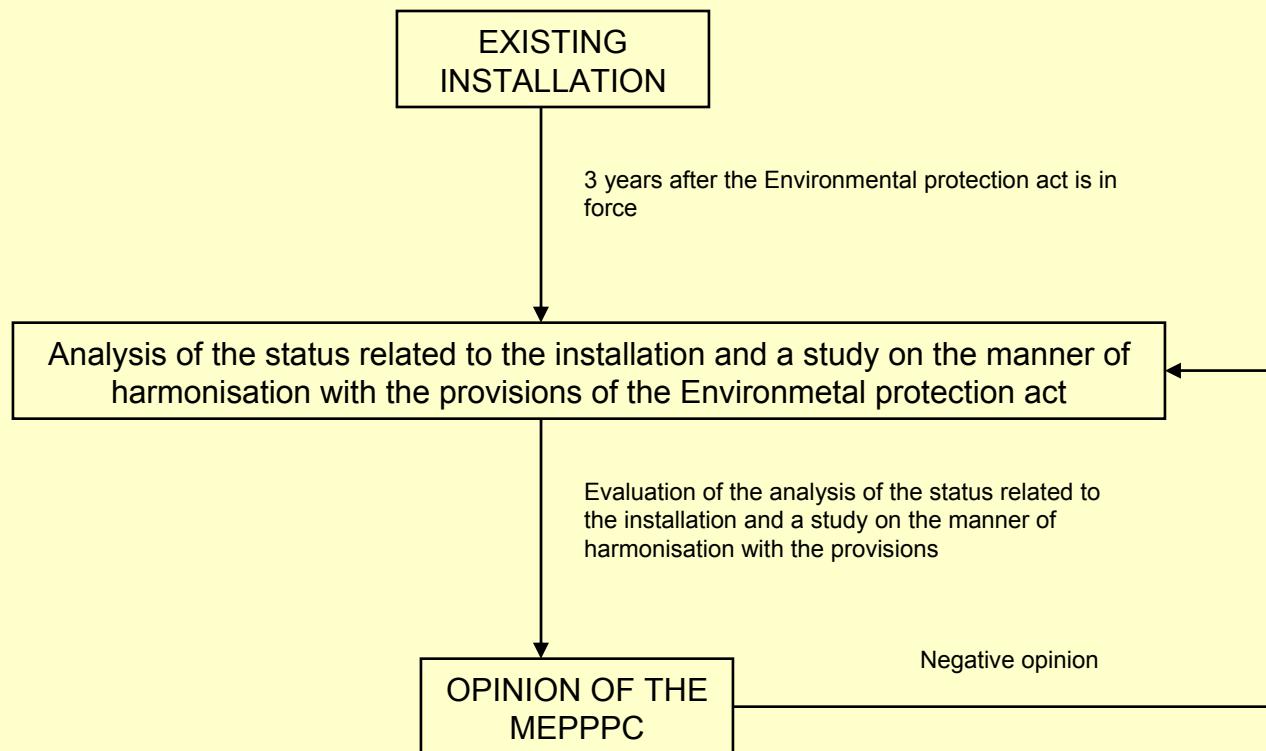 EXISTING
INSTALLATION
3 years after the Environmental protection act is in
force
Analysis of the status related to the installation and a study on the manner of
harmonisation with the provisions of the Environmetal protection act
Evaluation of the analysis of the status related to
the installation and a study on the manner of
harmonisation with the provisions
Negative opinion
OPINION OF THE
MEPPPC